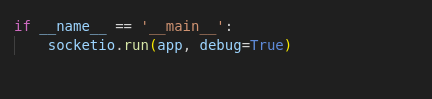 if __name__ == '__main__':
    socketio.run(app, debug=True)